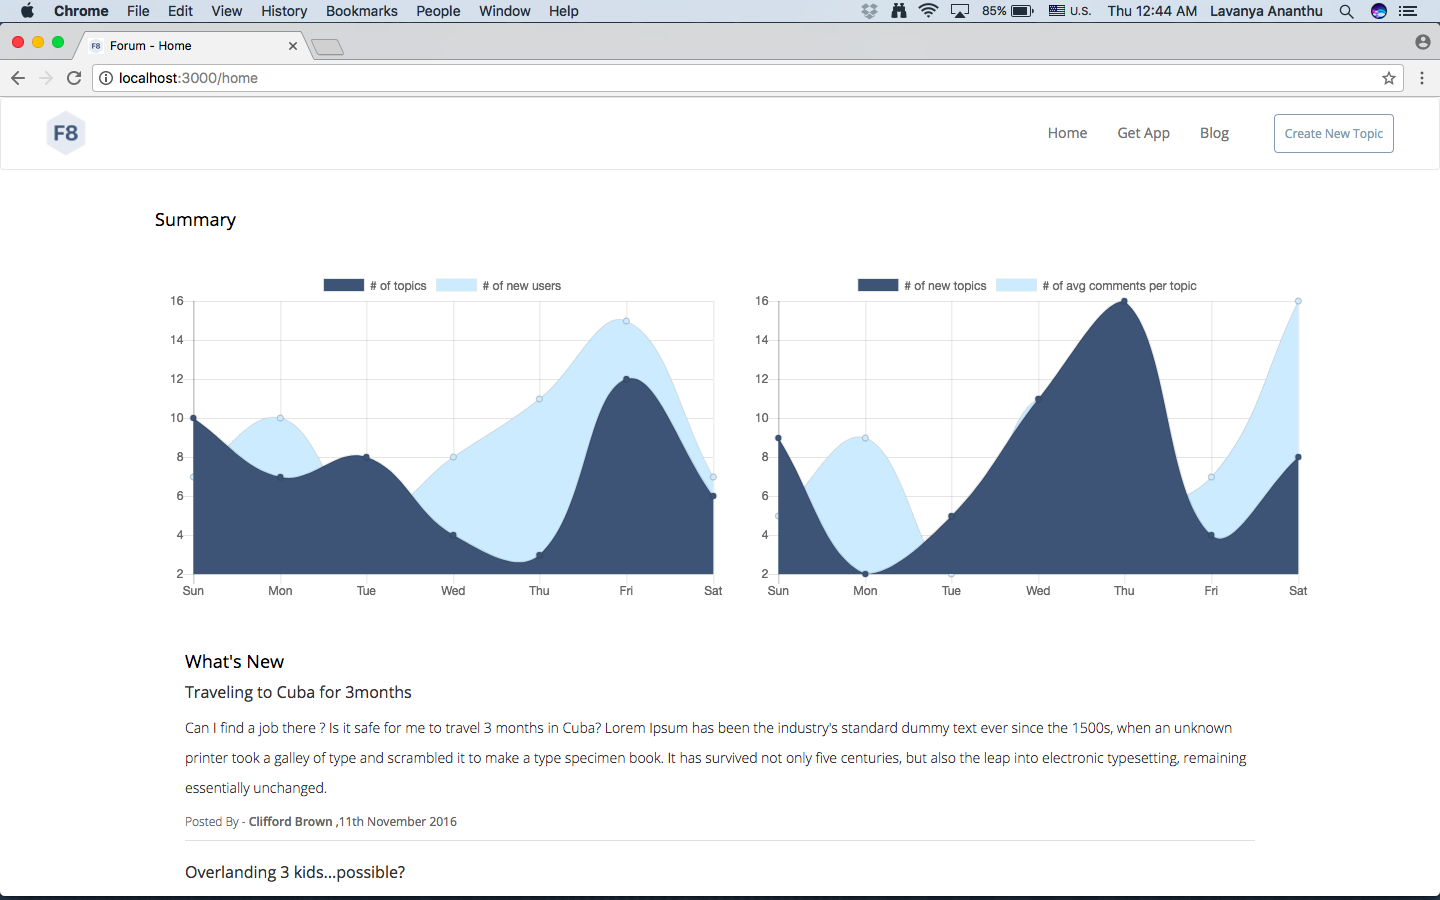 Chrome File Edit View History Bookmarks People Window Help 85% U.S. Thu 12:44 AM Lavanya Ananthu
F8 Forum - Home
localhost:3000/home
F8 Home Get App Blog Create New Topic
Summary
# of topics # of new users
16
14
12
10
8
6
4
2
Sun Mon Tue Wed Thu Fri Sat
# of new topics # of avg comments per topic
16
14
12
10
8
6
4
2
Sun Mon Tue Wed Thu Fri Sat
What's New
Traveling to Cuba for 3months
Can I find a job there ? Is it safe for me to travel 3 months in Cuba? Lorem Ipsum has been the industry's standard dummy text ever since the 1500s, when an unknown
printer took a galley of type and scrambled it to make a type specimen book. It has survived not only five centuries, but also the leap into electronic typesetting, remaining
essentially unchanged.
Posted By - Clifford Brown ,11th November 2016
Overlanding 3 kids...possible?